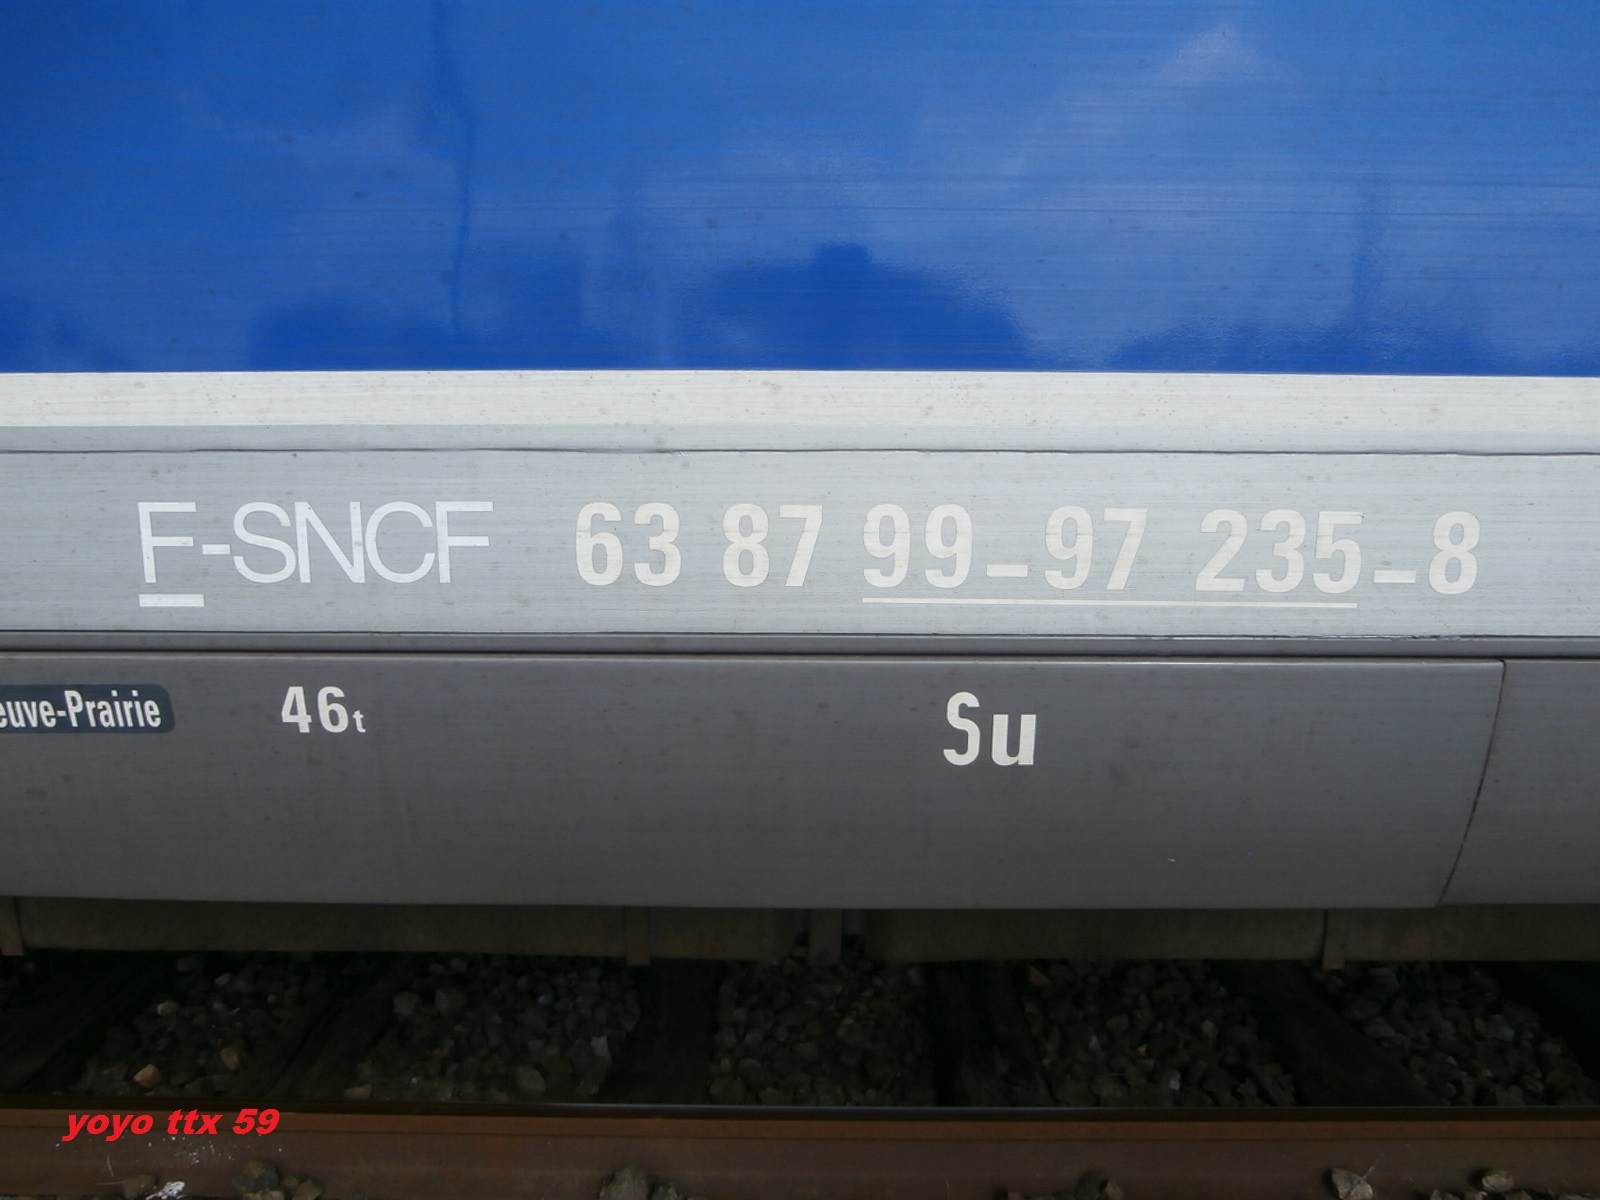 F-SNCF 63 87 99-97 235-8
euve-Prairie 46t Su
yoyo ttx 59